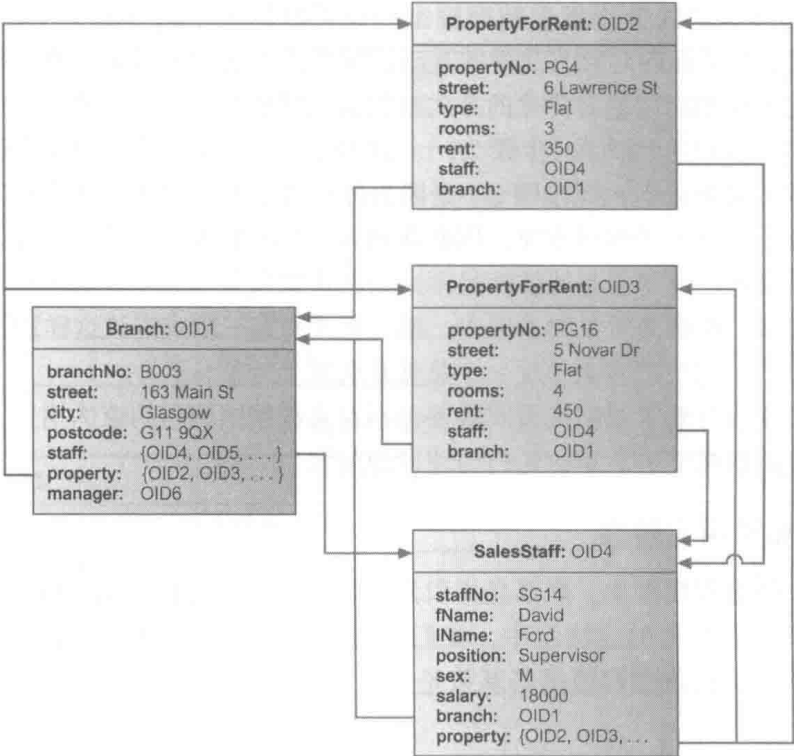 PropertyForRent: OID2
propertyNo: PG4
street: 6 Lawrence St
type: Flat
rooms: 3
rent: 350
staff: OID4
branch: OID1
PropertyForRent: OID3
propertyNo: PG16
street: 5 Novar Dr
type: Flat
rooms: 4
rent: 450
staff: OID4
branch: OID1
Branch: OID1
branchNo: B003
street: 163 Main St
city: Glasgow
postcode: G11 9QX
staff: {OID4, OID5, . . .}
property: {OID2, OID3, . . .}
manager: OID6
SalesStaff: OID4
staffNo: SG14
fName: David
lName: Ford
position: Supervisor
sex: M
salary: 18000
branch: OID1
property: {OID2, OID3, . . .